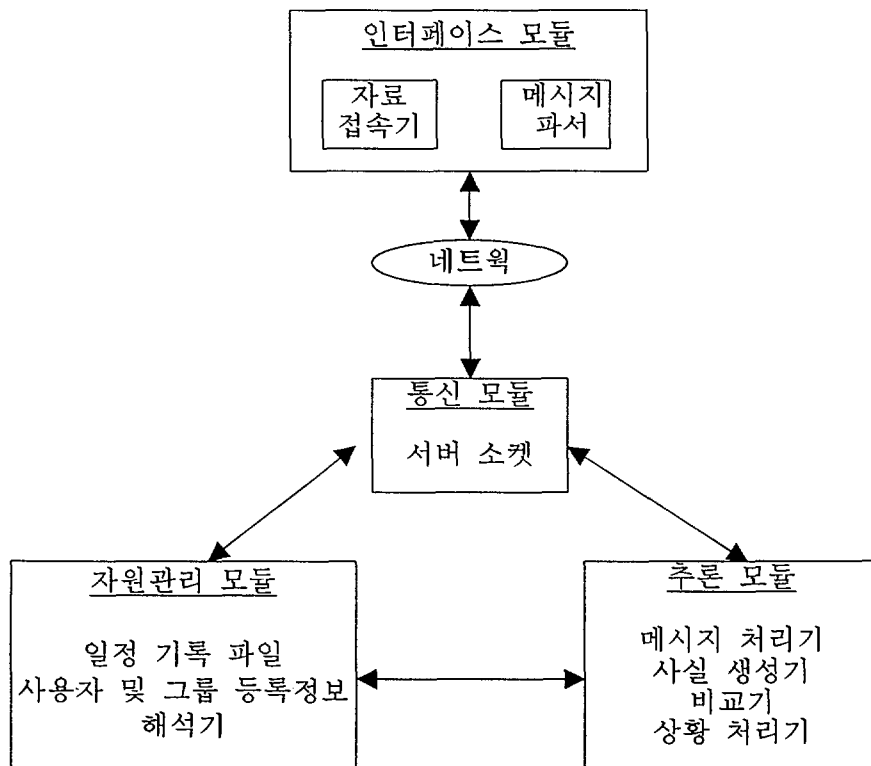 인터페이스 모듈
자료
접속기
메시지
파서
네트웍
통신 모듈
서버 소켓
자원관리 모듈
일정 기록 파일
사용자 및 그룹 등록정보
해석기
추론 모듈
메시지 처리기
사실 생성기
비교기
상황 처리기